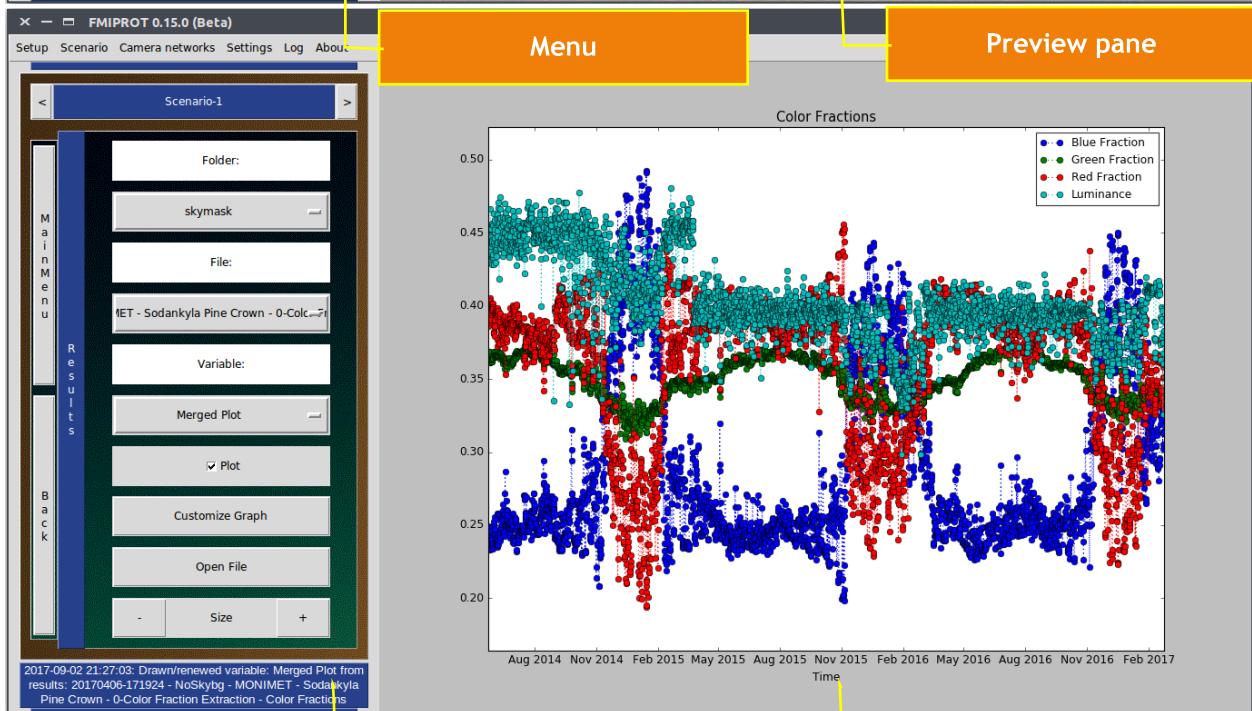 FMIPROT 0.15.0 (Beta)
Setup Scenario Camera networks Settings Log About
Menu
Preview pane
< Scenario-1 >
Main Menu
Results
Back
Folder:
skymask
File:
MET - Sodankyla Pine Crown - 0-Color Fr
Variable:
Merged Plot
Plot
Customize Graph
Open File
- Size +
2017-09-02 21:27:03: Drawn/renewed variable: Merged Plot from
results: 20170406-171924 - NoSkybg - MONIMET - Sodankyla
Pine Crown - 0-Color Fraction Extraction - Color Fractions
Color Fractions
Blue Fraction
Green Fraction
Red Fraction
Luminance
0.50
0.45
0.40
0.35
0.30
0.25
0.20
Aug 2014 Nov 2014 Feb 2015 May 2015 Aug 2015 Nov 2015 Feb 2016 May 2016 Aug 2016 Nov 2016 Feb 2017
Time